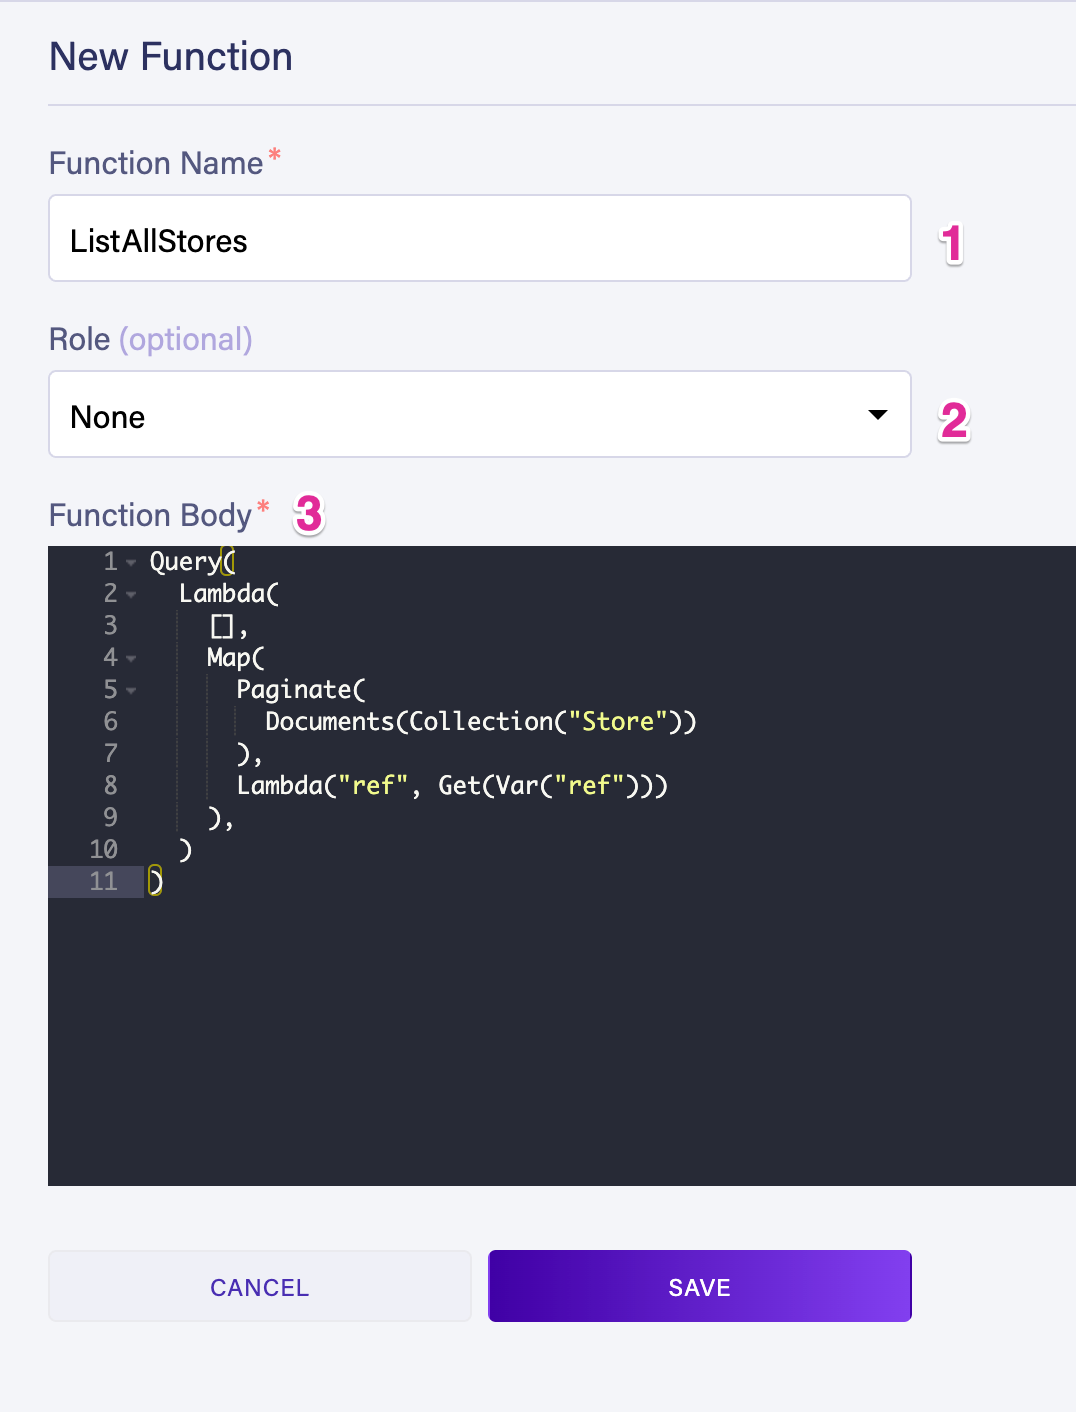 New Function
Function Name*
ListAllStores
1
Role (optional)
None
2
Function Body* 3
1 Query(
2   Lambda(
3     [],
4     Map(
5       Paginate(
6         Documents(Collection("Store"))
7       ),
8       Lambda("ref", Get(Var("ref")))
9     ),
10   )
11 )
CANCEL SAVE